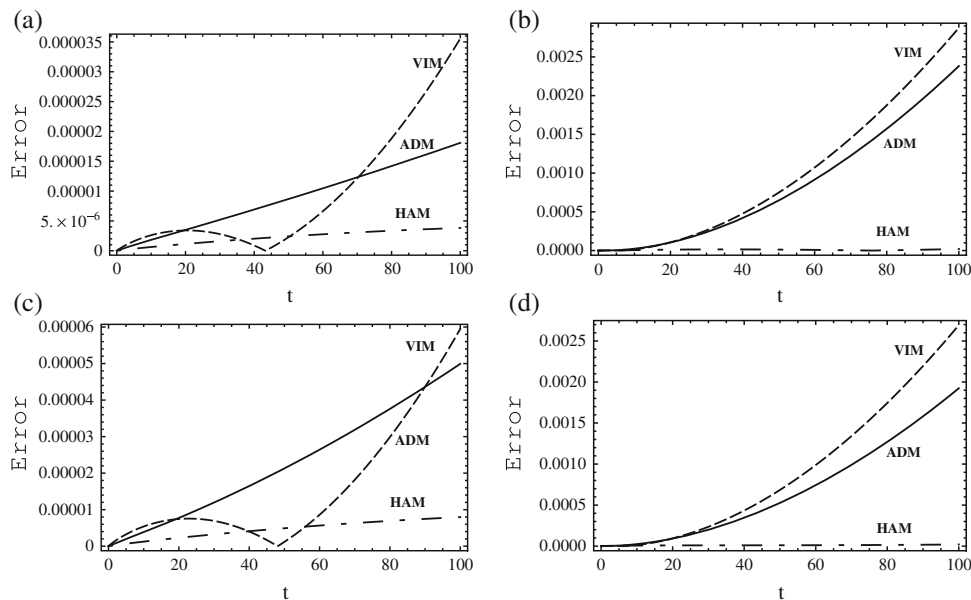 (a)
0.000035
0.00003
0.000025
0.00002
0.000015
0.00001
5. × 10⁻⁶
0
Error
VIM
ADM
HAM
0 20 40 60 80 100
t
(b)
0.0025
0.0020
0.0015
0.0010
0.0005
0.0000
Error
VIM
ADM
HAM
0 20 40 60 80 100
t
(c)
0.00006
0.00005
0.00004
0.00003
0.00002
0.00001
0
Error
VIM
ADM
HAM
0 20 40 60 80 100
t
(d)
0.0025
0.0020
0.0015
0.0010
0.0005
0.0000
Error
VIM
ADM
HAM
0 20 40 60 80 100
t